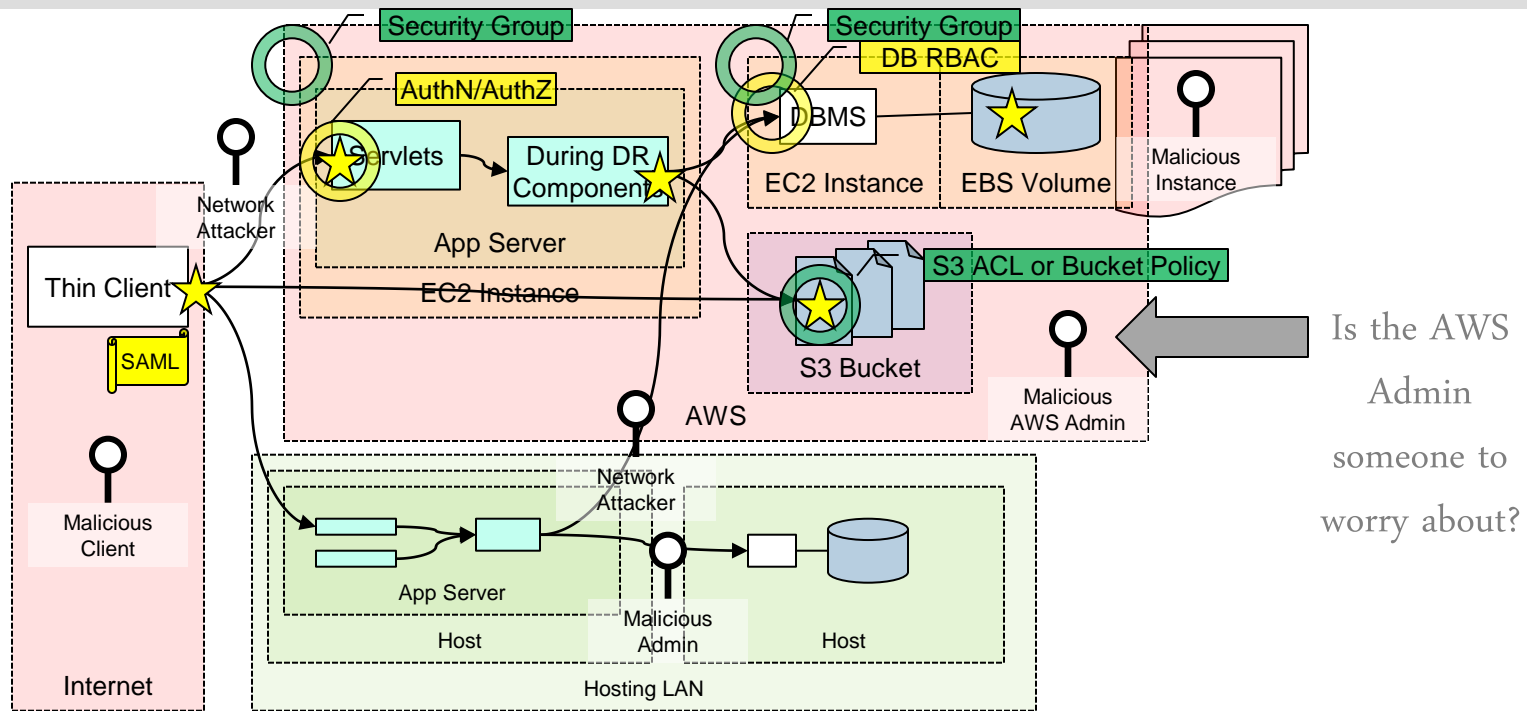 Security Group
Security Group
DB RBAC
AuthN/AuthZ
Servlets
During DR
Components
DBMS
Malicious
Instance
EC2 Instance
EBS Volume
Network
Attacker
App Server
Thin Client
EC2 Instance
S3 ACL or Bucket Policy
SAML
S3 Bucket
Is the AWS
Admin
someone to
worry about?
Malicious
AWS Admin
AWS
Network
Attacker
Malicious
Client
App Server
Malicious
Admin
Host
Host
Internet
Hosting LAN